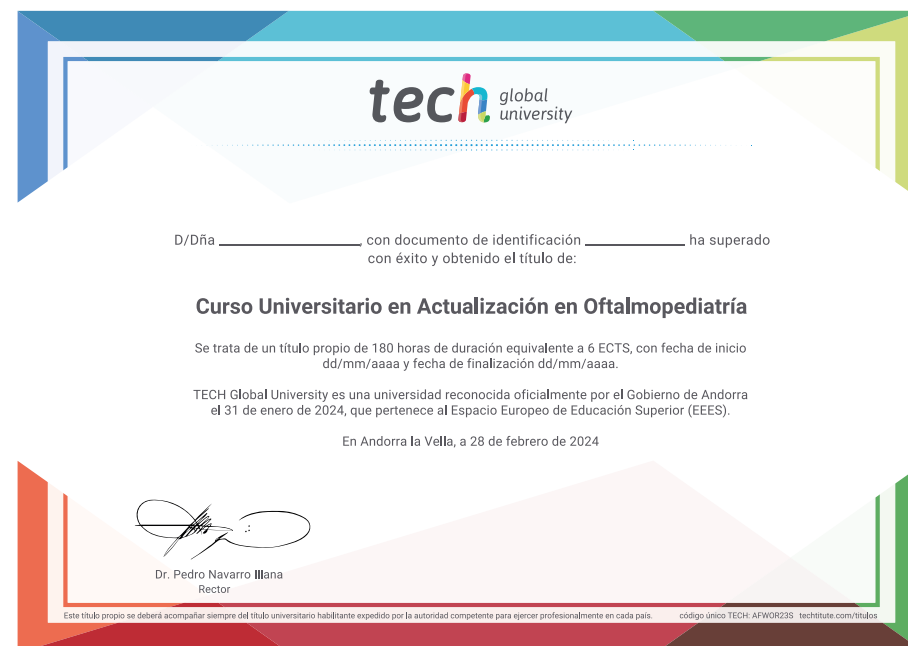 tech global university
D/Dña ____________________, con documento de identificación ______________ ha superado
con éxito y obtenido el título de:
Curso Universitario en Actualización en Oftalmopediatría
Se trata de un título propio de 180 horas de duración equivalente a 6 ECTS, con fecha de inicio
dd/mm/aaaa y fecha de finalización dd/mm/aaaa.
TECH Global University es una universidad reconocida oficialmente por el Gobierno de Andorra
el 31 de enero de 2024, que pertenece al Espacio Europeo de Educación Superior (EEES).
En Andorra la Vella, a 28 de febrero de 2024
Dr. Pedro Navarro Illana
Rector
Este título propio se deberá acompañar siempre del título universitario habilitante expedido por la autoridad competente para ejercer profesionalmente en cada país. código único TECH: AFWOR23S techtitute.com/titulos